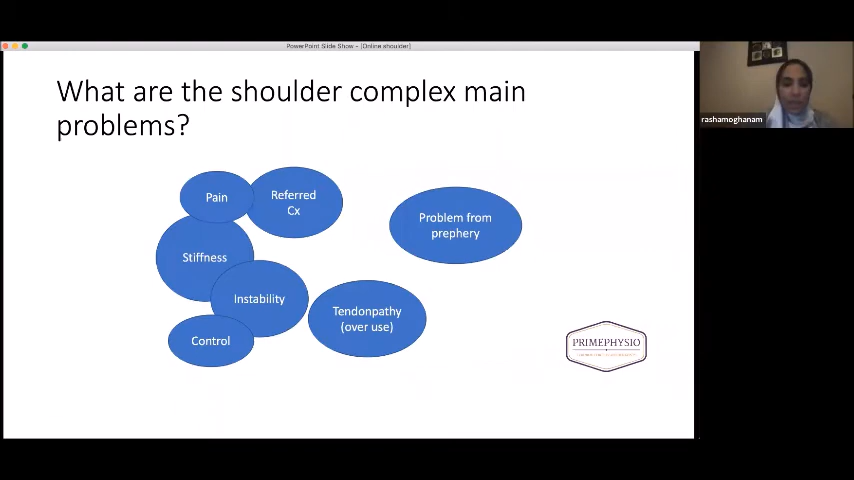 PowerPoint Slide Show - [Online shoulder]
What are the shoulder complex main
problems?
Pain
Referred
Cx
Problem from
prephery
Stiffness
Instability
Tendonpathy
(over use)
Control
PRIMEPHYSIO
rashamoghanam